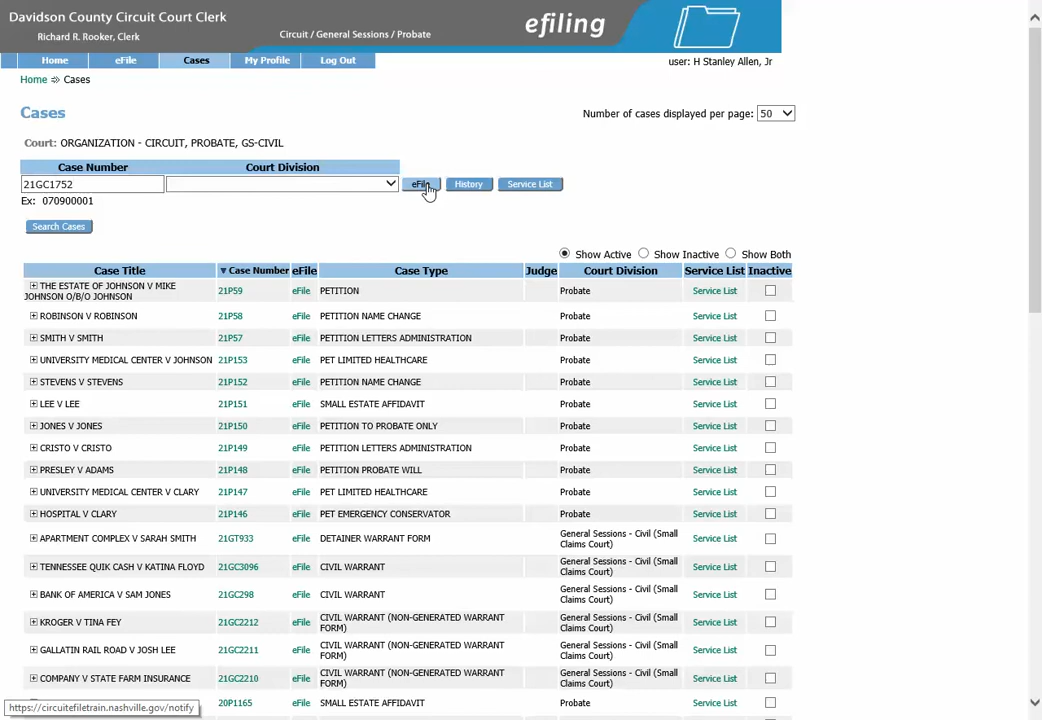 Davidson County Circuit Court Clerk
Richard R. Rooker, Clerk
Circuit / General Sessions / Probate
efiling
Home eFile Cases My Profile Log Out
user: H Stanley Allen, Jr
Home ⇨ Cases
Cases
Number of cases displayed per page: 50
Court: ORGANIZATION - CIRCUIT, PROBATE, GS-CIVIL
Case Number Court Division
21GC1752 eFile History Service List
Ex: 070900001
Search Cases
Show Active Show Inactive Show Both
Case Title ▼ Case Number eFile Case Type Judge Court Division Service List Inactive
THE ESTATE OF JOHNSON V MIKE
JOHNSON O/B/O JOHNSON 21P59 eFile PETITION Probate Service List
ROBINSON V ROBINSON 21P58 eFile PETITION NAME CHANGE Probate Service List
SMITH V SMITH 21P57 eFile PETITION LETTERS ADMINISTRATION Probate Service List
UNIVERSITY MEDICAL CENTER V JOHNSON 21P153 eFile PET LIMITED HEALTHCARE Probate Service List
STEVENS V STEVENS 21P152 eFile PETITION NAME CHANGE Probate Service List
LEE V LEE 21P151 eFile SMALL ESTATE AFFIDAVIT Probate Service List
JONES V JONES 21P150 eFile PETITION TO PROBATE ONLY Probate Service List
CRISTO V CRISTO 21P149 eFile PETITION LETTERS ADMINISTRATION Probate Service List
PRESLEY V ADAMS 21P148 eFile PETITION PROBATE WILL Probate Service List
UNIVERSITY MEDICAL CENTER V CLARY 21P147 eFile PET LIMITED HEALTHCARE Probate Service List
HOSPITAL V CLARY 21P146 eFile PET EMERGENCY CONSERVATOR Probate Service List
APARTMENT COMPLEX V SARAH SMITH 21GT933 eFile DETAINER WARRANT FORM General Sessions - Civil (Small Service List
Claims Court)
TENNESSEE QUIK CASH V KATINA FLOYD 21GC3096 eFile CIVIL WARRANT General Sessions - Civil (Small Service List
Claims Court)
BANK OF AMERICA V SAM JONES 21GC298 eFile CIVIL WARRANT General Sessions - Civil (Small Service List
Claims Court)
KROGER V TINA FEY 21GC2212 eFile CIVIL WARRANT (NON-GENERATED WARRANT General Sessions - Civil (Small Service List
FORM) Claims Court)
GALLATIN RAIL ROAD V JOSH LEE 21GC2211 eFile CIVIL WARRANT (NON-GENERATED WARRANT General Sessions - Civil (Small Service List
FORM) Claims Court)
COMPANY V STATE FARM INSURANCE 21GC2210 eFile CIVIL WARRANT (NON-GENERATED WARRANT General Sessions - Civil (Small Service List
FORM) Claims Court)
20P1165 eFile SMALL ESTATE AFFIDAVIT Probate Service List
https://circuitefiletrain.nashville.gov/notify